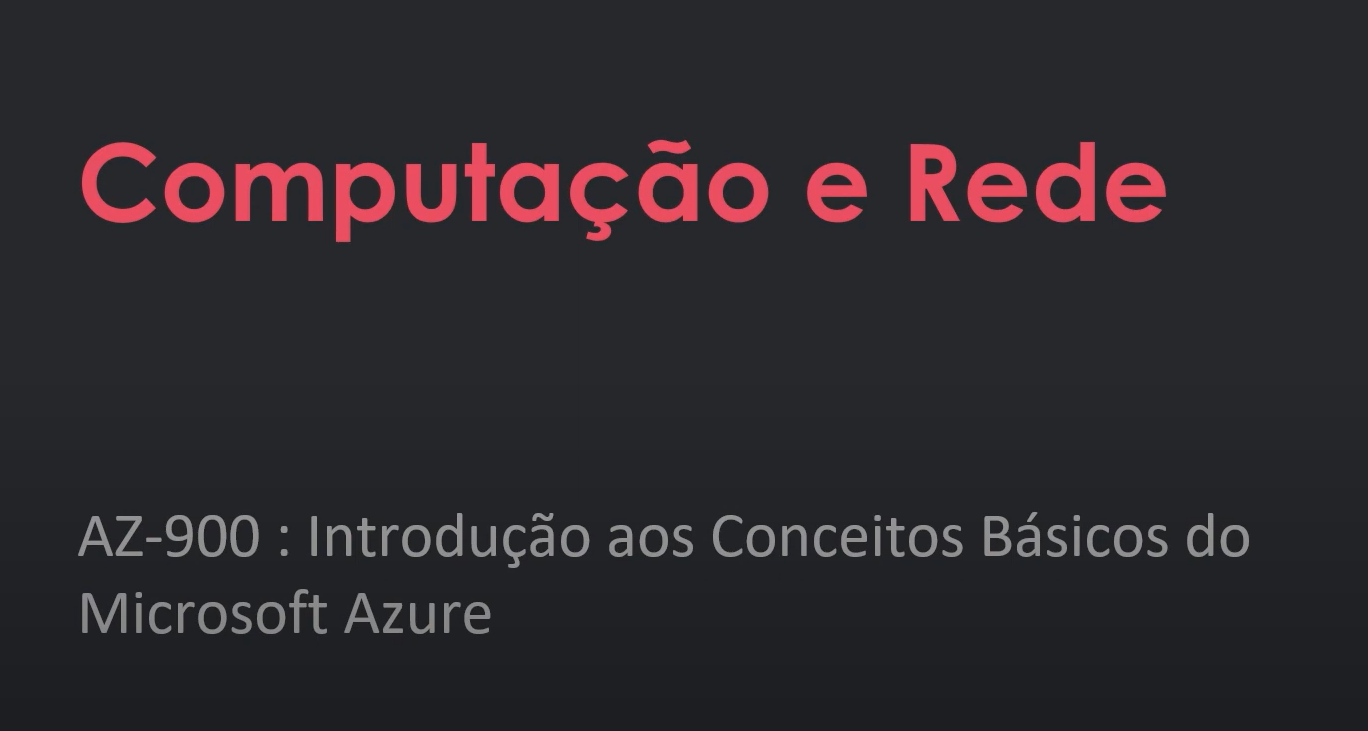 Computação e Rede
AZ-900 : Introdução aos Conceitos Básicos do
Microsoft Azure